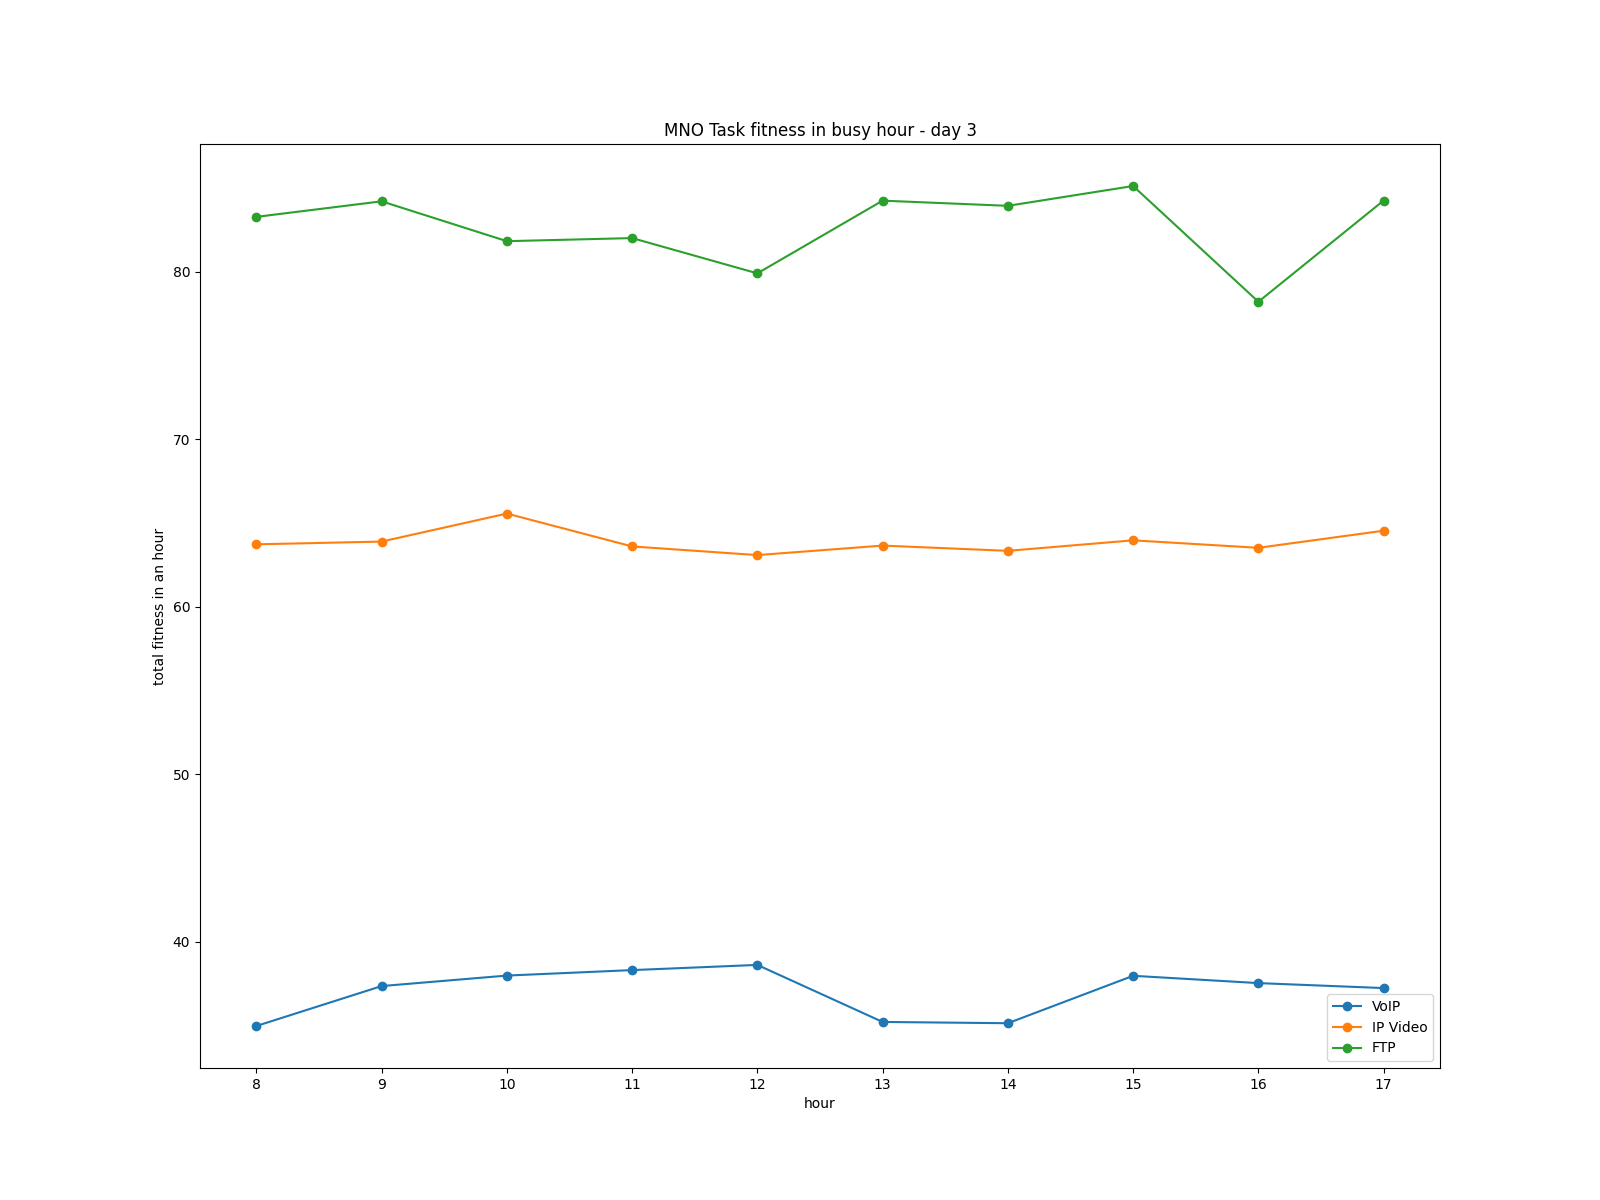 MNO Task fitness in busy hour - day 3
total fitness in an hour
80
70
60
50
40
8 9 10 11 12 13 14 15 16 17
hour
VoIP
IP Video
FTP